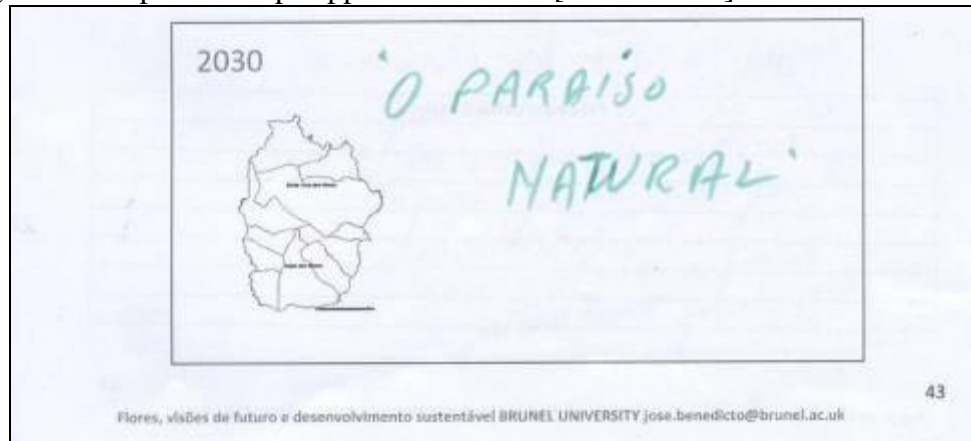 2030
'O PARAISO
NATURAL'
43
Flores, visões de futuro e desenvolvimento sustentável BRUNEL UNIVERSITY jose.benedicto@brunel.ac.uk